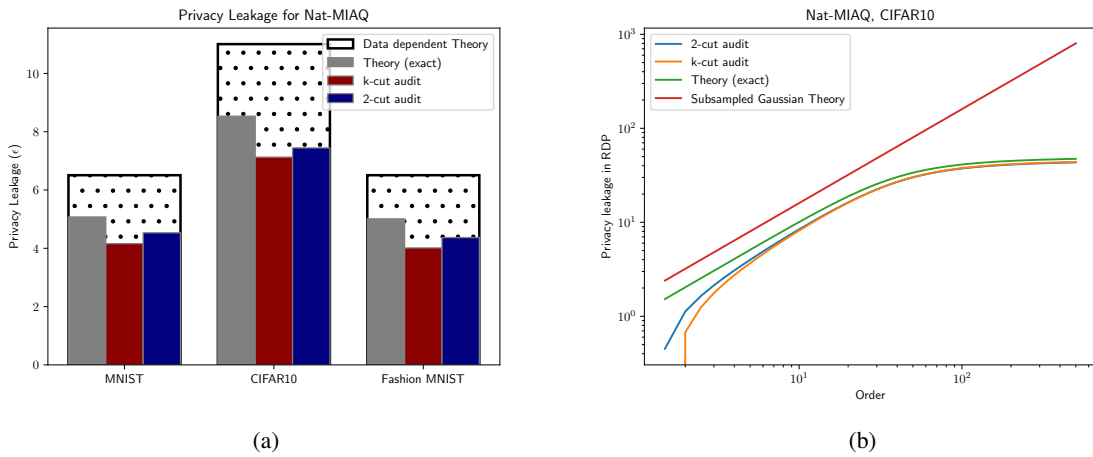 Privacy Leakage for Nat-MIAQ
Data dependent Theory
Theory (exact)
k-cut audit
2-cut audit
Privacy Leakage (ϵ)
10
8
6
4
2
0
MNIST
CIFAR10
Fashion MNIST
(a)
Nat-MIAQ, CIFAR10
2-cut audit
k-cut audit
Theory (exact)
Subsampled Gaussian Theory
Privacy leakage in RDP
10³
10²
10¹
10⁰
10¹
10²
Order
(b)